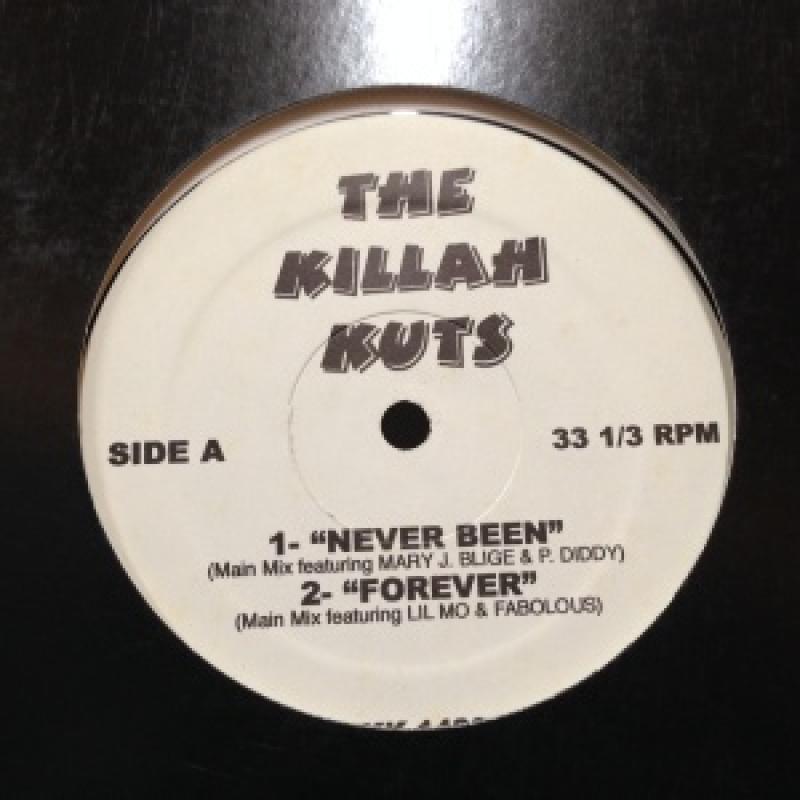 THE
KILLAH
KUTS
SIDE A
33 1/3 RPM
1- “NEVER BEEN”
(Main Mix featuring MARY J. BLIGE & P. DIDDY)
2- “FOREVER”
(Main Mix featuring LIL MO & FABOLOUS)